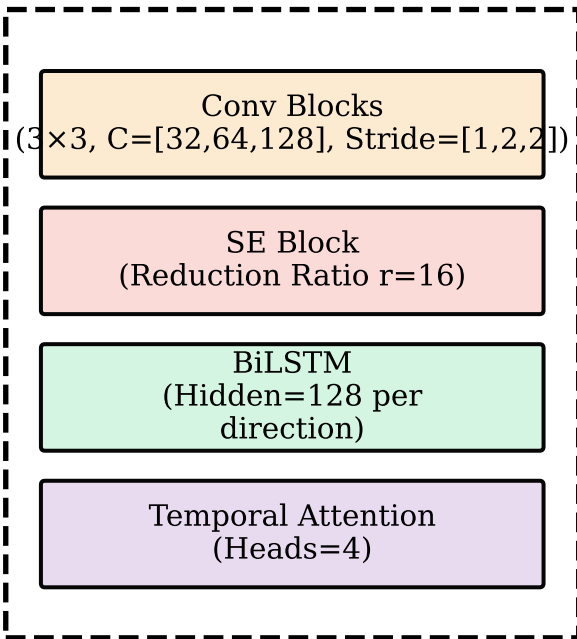 Conv Blocks
(3×3, C=[32,64,128], Stride=[1,2,2])
SE Block
(Reduction Ratio r=16)
BiLSTM
(Hidden=128 per
direction)
Temporal Attention
(Heads=4)